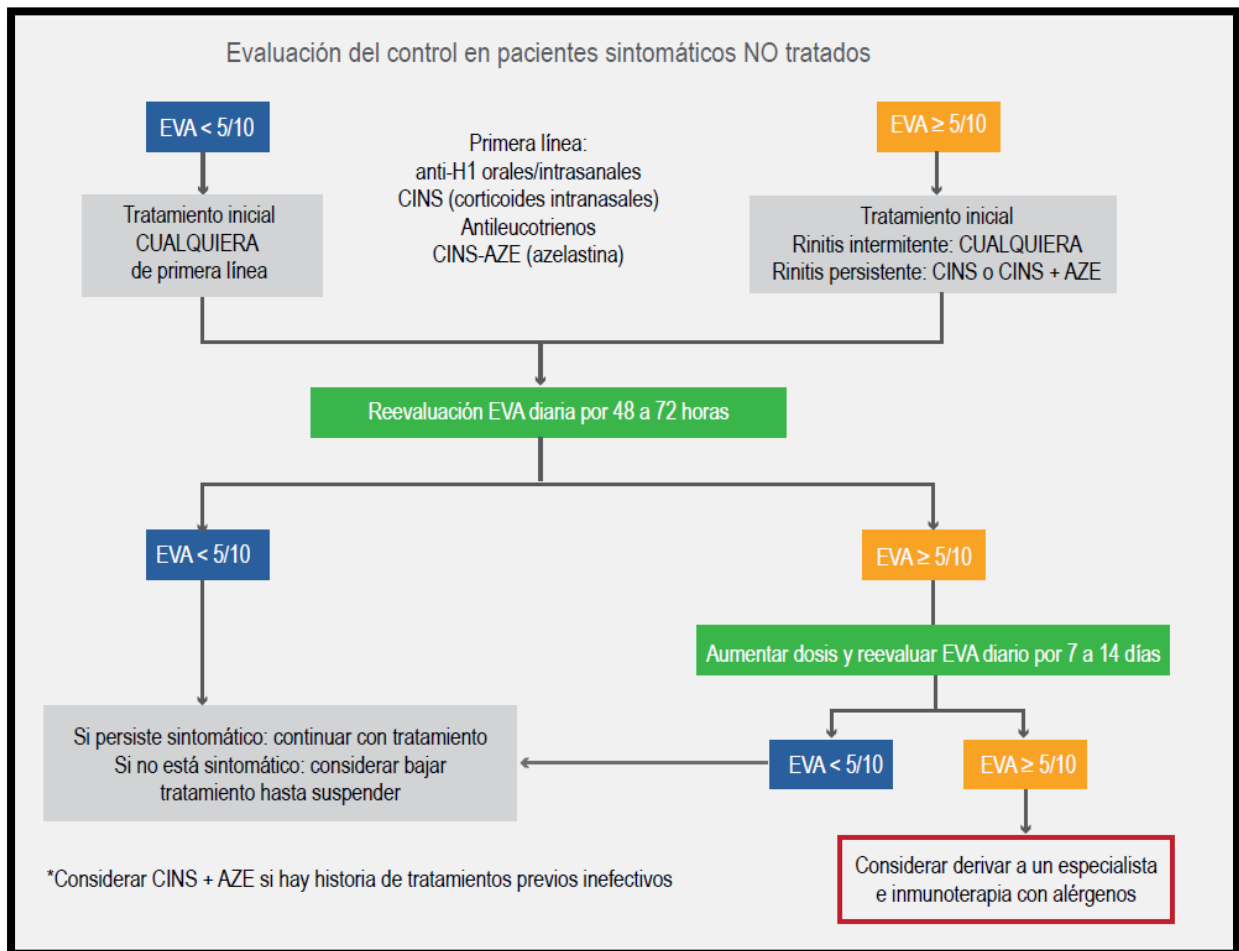 Evaluación del control en pacientes sintomáticos NO tratados
EVA < 5/10
Tratamiento inicial
CUALQUIERA
de primera línea
Primera línea:
anti-H1 orales/intrasanales
CINS (corticoides intranasales)
Antileucotrienos
CINS-AZE (azelastina)
EVA ≥ 5/10
Tratamiento inicial
Rinitis intermitente: CUALQUIERA
Rinitis persistente: CINS o CINS + AZE
Reevaluación EVA diaria por 48 a 72 horas
EVA < 5/10
EVA ≥ 5/10
Aumentar dosis y reevaluar EVA diario por 7 a 14 días
Si persiste sintomático: continuar con tratamiento
Si no está sintomático: considerar bajar
tratamiento hasta suspender
EVA < 5/10
EVA ≥ 5/10
Considerar derivar a un especialista
e inmunoterapia con alérgenos
*Considerar CINS + AZE si hay historia de tratamientos previos inefectivos